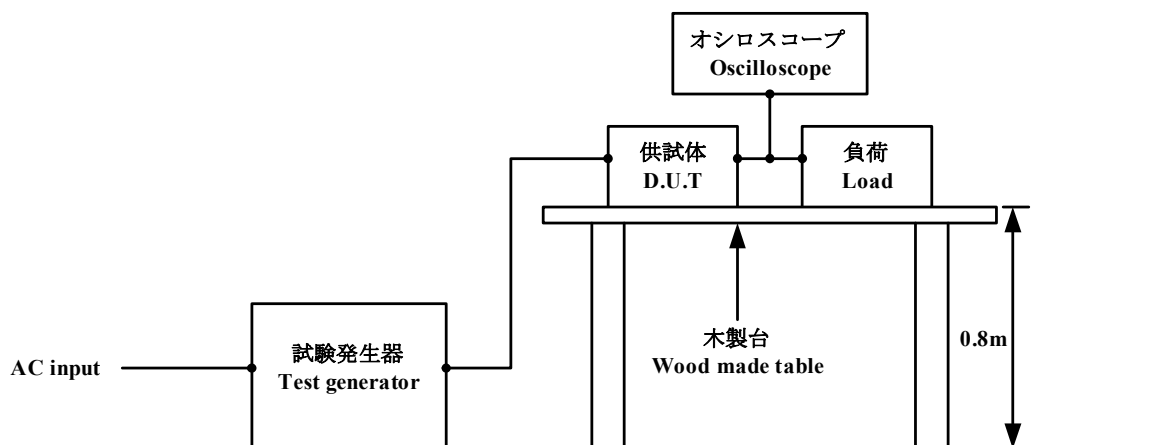 オシロスコープ
Oscilloscope
供試体
D.U.T
負荷
Load
木製台
Wood made table
0.8m
試験発生器
Test generator
AC input